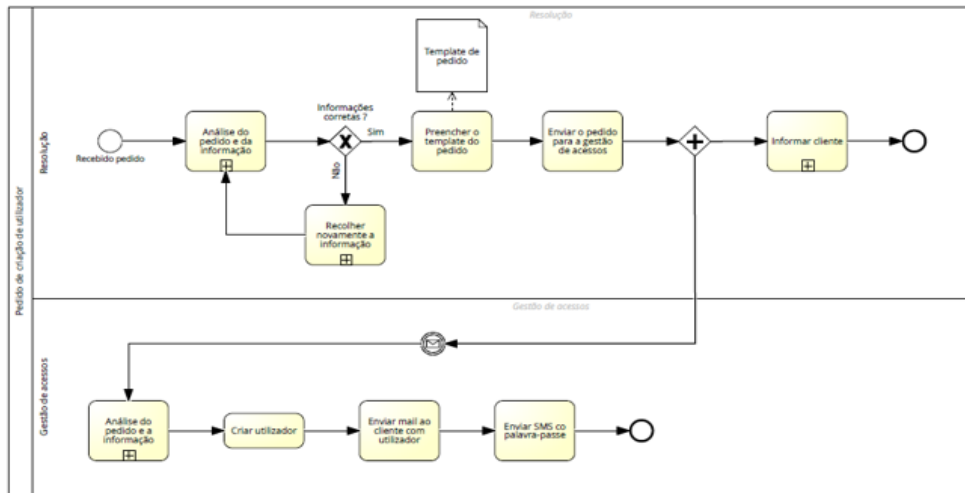 Pedido de criação de utilizador
Resolução
Resolução
Recebido pedido
Análise do
pedido e da
informação
Informações
corretas ?
Sim
Não
Recolher
novamente a
informação
Template de
pedido
Preencher o
template do
pedido
Enviar o pedido
para a gestão
de acessos
Informar cliente
Gestão de acessos
Gestão de acessos
Análise do
pedido e a
informação
Criar utilizador
Enviar mail ao
cliente com
utilizador
Enviar SMS co
palavra-passe